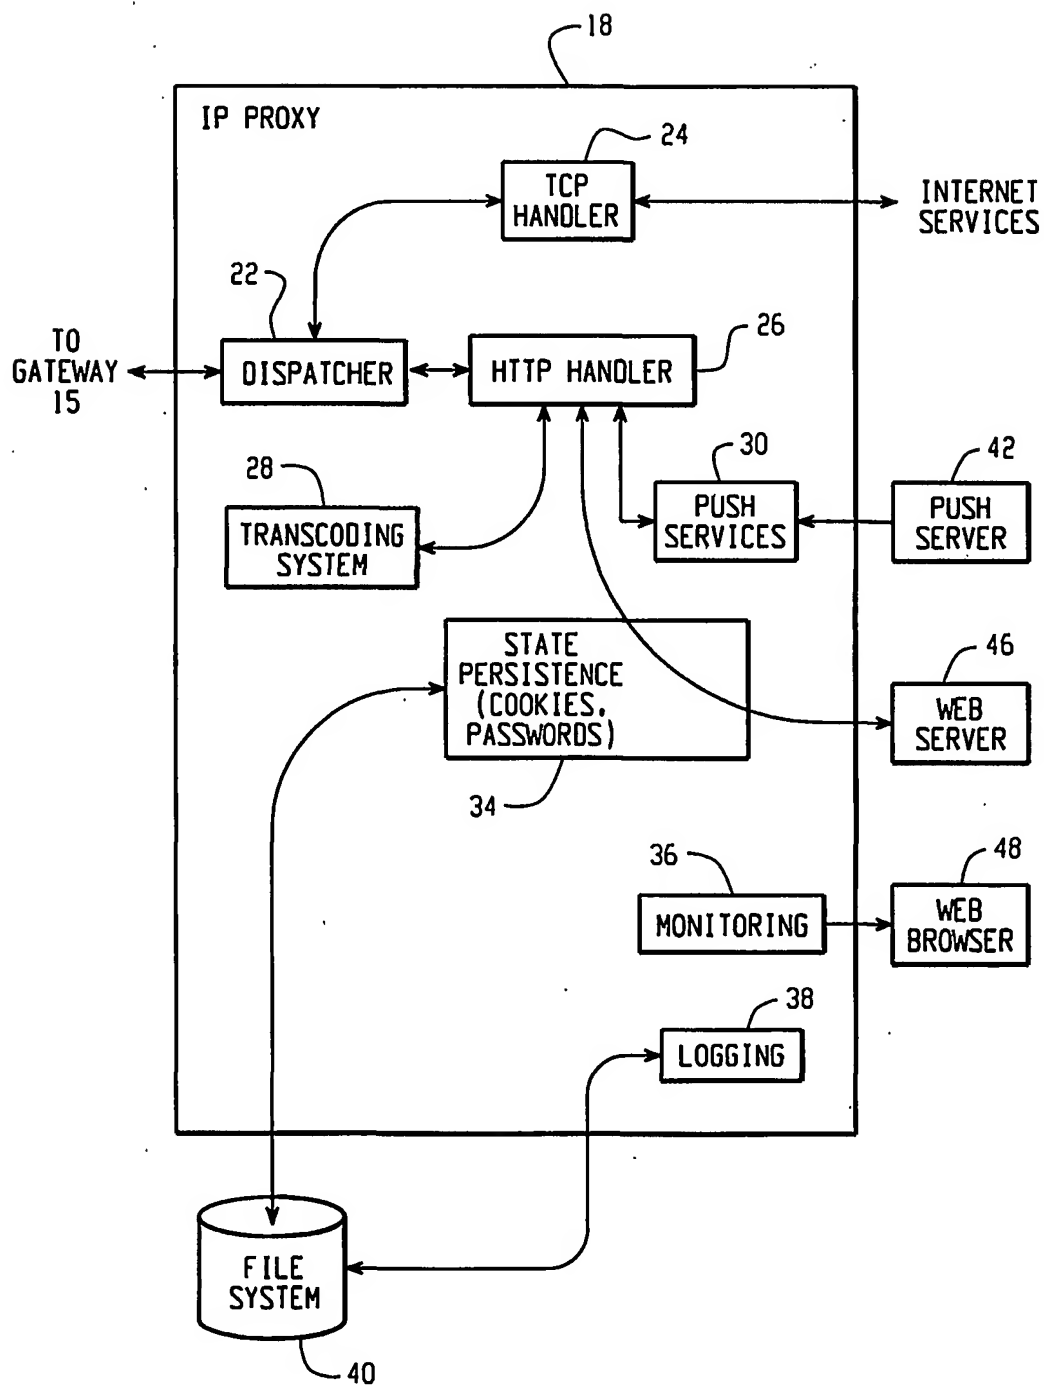 18
IP PROXY
24
TCP
HANDLER
INTERNET
SERVICES
22
TO
GATEWAY
15
DISPATCHER
26
HTTP HANDLER
28
TRANSCODING
SYSTEM
30
PUSH
SERVICES
42
PUSH
SERVER
STATE
PERSISTENCE
(COOKIES,
PASSWORDS)
34
46
WEB
SERVER
36
MONITORING
48
WEB
BROWSER
38
LOGGING
FILE
SYSTEM
40